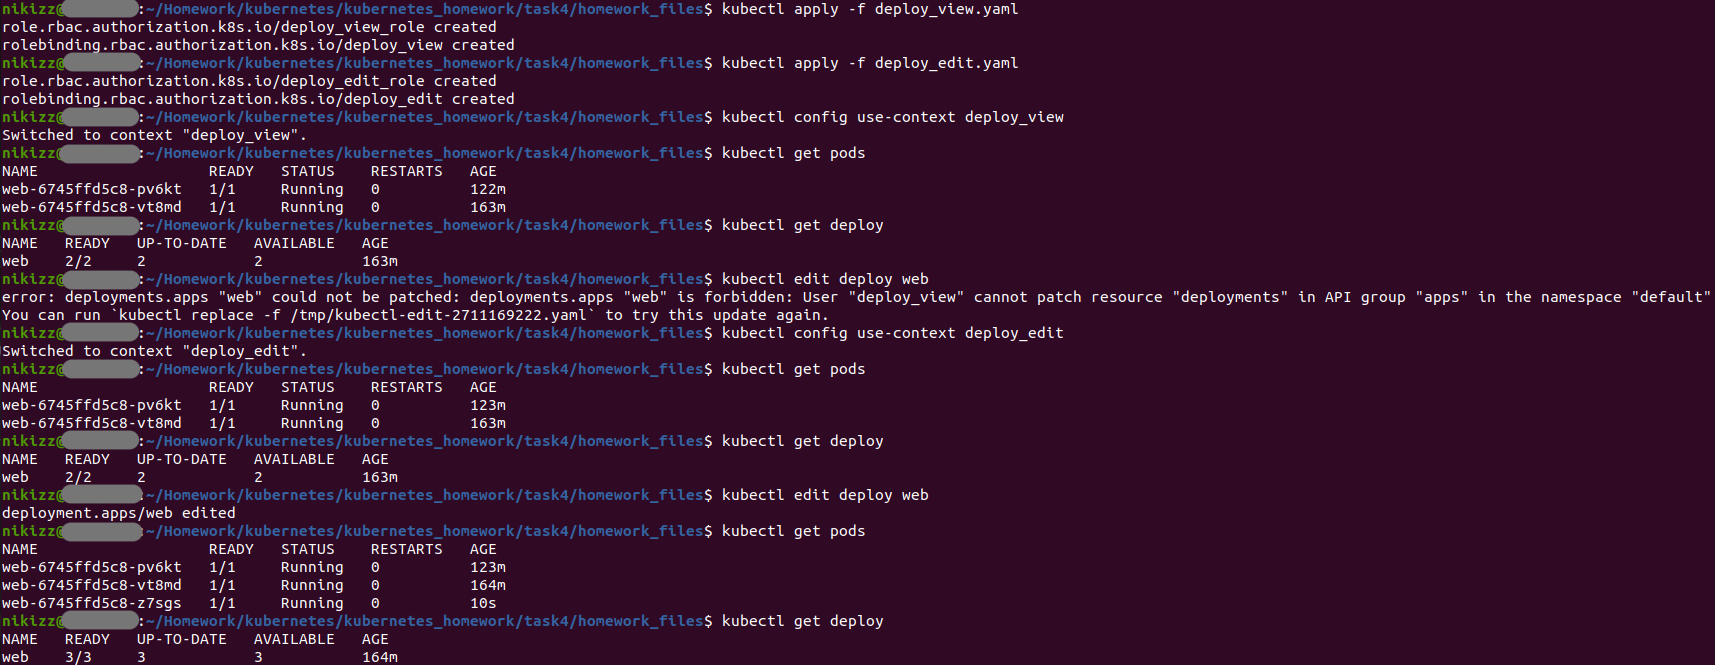 nikizz@:~/Homework/kubernetes/kubernetes_homework/task4/homework_files$ kubectl apply -f deploy_view.yaml
role.rbac.authorization.k8s.io/deploy_view_role created
rolebinding.rbac.authorization.k8s.io/deploy_view created
nikizz@:~/Homework/kubernetes/kubernetes_homework/task4/homework_files$ kubectl apply -f deploy_edit.yaml
role.rbac.authorization.k8s.io/deploy_edit_role created
rolebinding.rbac.authorization.k8s.io/deploy_edit created
nikizz@:~/Homework/kubernetes/kubernetes_homework/task4/homework_files$ kubectl config use-context deploy_view
Switched to context "deploy_view".
nikizz@:~/Homework/kubernetes/kubernetes_homework/task4/homework_files$ kubectl get pods
NAME                   READY   STATUS    RESTARTS   AGE
web-6745ffd5c8-pv6kt   1/1     Running   0          122m
web-6745ffd5c8-vt8md   1/1     Running   0          163m
nikizz@:~/Homework/kubernetes/kubernetes_homework/task4/homework_files$ kubectl get deploy
NAME   READY   UP-TO-DATE   AVAILABLE   AGE
web    2/2     2            2           163m
nikizz@:~/Homework/kubernetes/kubernetes_homework/task4/homework_files$ kubectl edit deploy web
error: deployments.apps "web" could not be patched: deployments.apps "web" is forbidden: User "deploy_view" cannot patch resource "deployments" in API group "apps" in the namespace "default"
You can run `kubectl replace -f /tmp/kubectl-edit-2711169222.yaml` to try this update again.
nikizz@:~/Homework/kubernetes/kubernetes_homework/task4/homework_files$ kubectl config use-context deploy_edit
Switched to context "deploy_edit".
nikizz@:~/Homework/kubernetes/kubernetes_homework/task4/homework_files$ kubectl get pods
NAME                   READY   STATUS    RESTARTS   AGE
web-6745ffd5c8-pv6kt   1/1     Running   0          123m
web-6745ffd5c8-vt8md   1/1     Running   0          163m
nikizz@:~/Homework/kubernetes/kubernetes_homework/task4/homework_files$ kubectl get deploy
NAME   READY   UP-TO-DATE   AVAILABLE   AGE
web    2/2     2            2           163m
nikizz@:~/Homework/kubernetes/kubernetes_homework/task4/homework_files$ kubectl edit deploy web
deployment.apps/web edited
nikizz@:~/Homework/kubernetes/kubernetes_homework/task4/homework_files$ kubectl get pods
NAME                   READY   STATUS    RESTARTS   AGE
web-6745ffd5c8-pv6kt   1/1     Running   0          123m
web-6745ffd5c8-vt8md   1/1     Running   0          164m
web-6745ffd5c8-z7sgs   1/1     Running   0          10s
nikizz@:~/Homework/kubernetes/kubernetes_homework/task4/homework_files$ kubectl get deploy
NAME   READY   UP-TO-DATE   AVAILABLE   AGE
web    3/3     3            3           164m